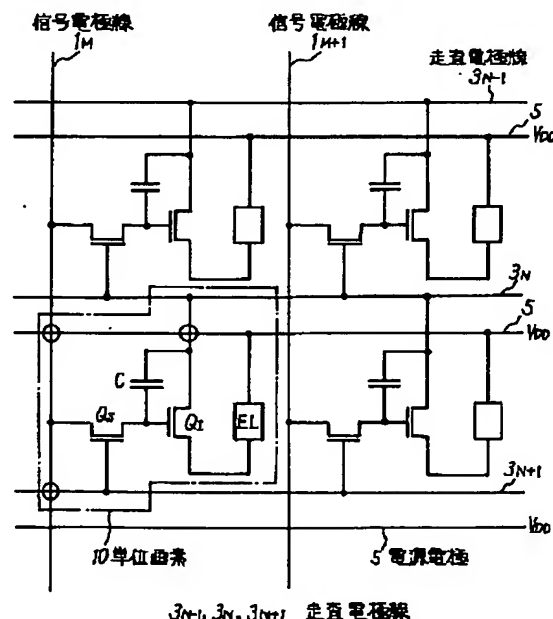 信号電極線
1M
信号電極線
1M+1
走査電極線
3N-1
5
VDD
3N
5
VDD
C
QS
QI
EL
3N+1
VDD
10単位画素
5電源電極
3N-1, 3N, 3N+1 走査電極線